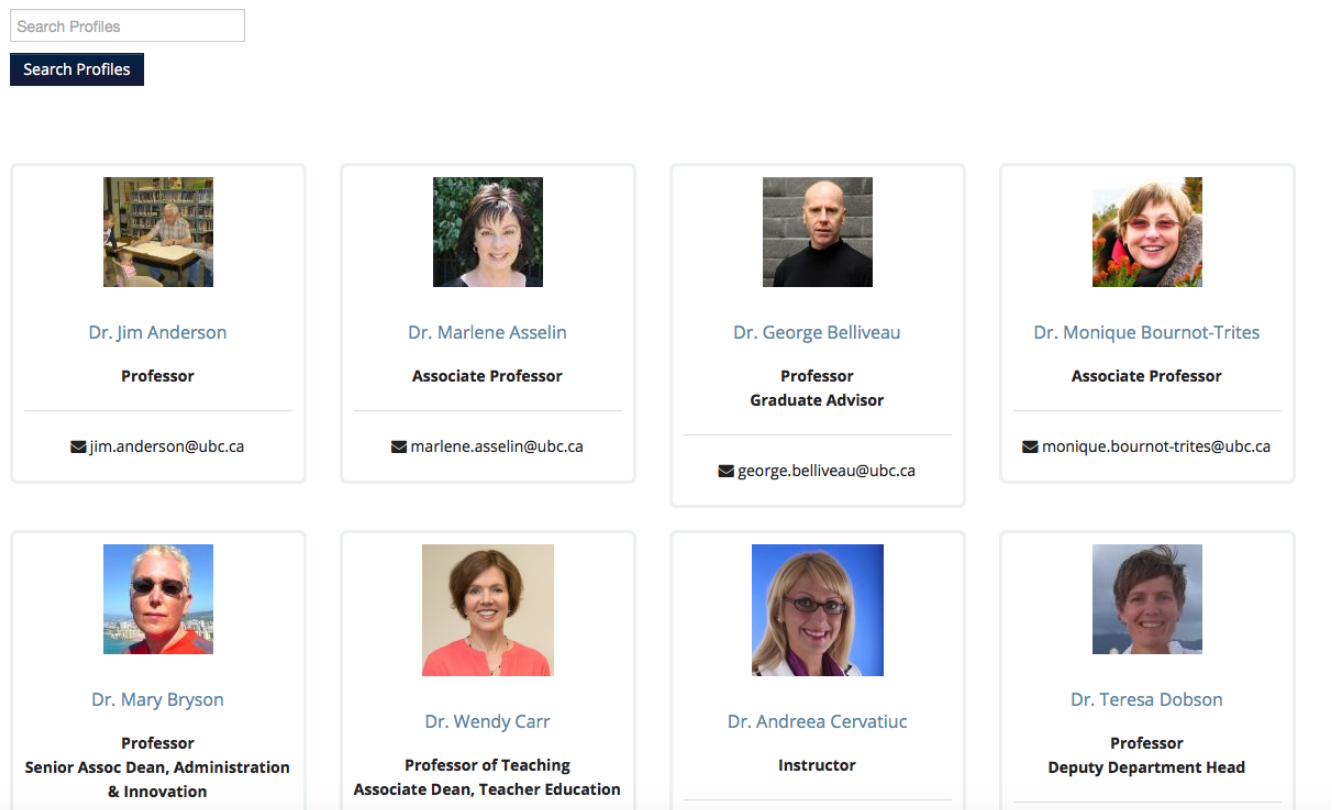 Search Profiles
Search Profiles
Dr. Jim Anderson
Professor
jim.anderson@ubc.ca
Dr. Marlene Asselin
Associate Professor
marlene.asselin@ubc.ca
Dr. George Belliveau
Professor
Graduate Advisor
george.belliveau@ubc.ca
Dr. Monique Bournot-Trites
Associate Professor
monique.bournot-trites@ubc.ca
Dr. Mary Bryson
Professor
Senior Assoc Dean, Administration
& Innovation
Dr. Wendy Carr
Professor of Teaching
Associate Dean, Teacher Education
Dr. Andreea Cervatiuc
Instructor
Dr. Teresa Dobson
Professor
Deputy Department Head